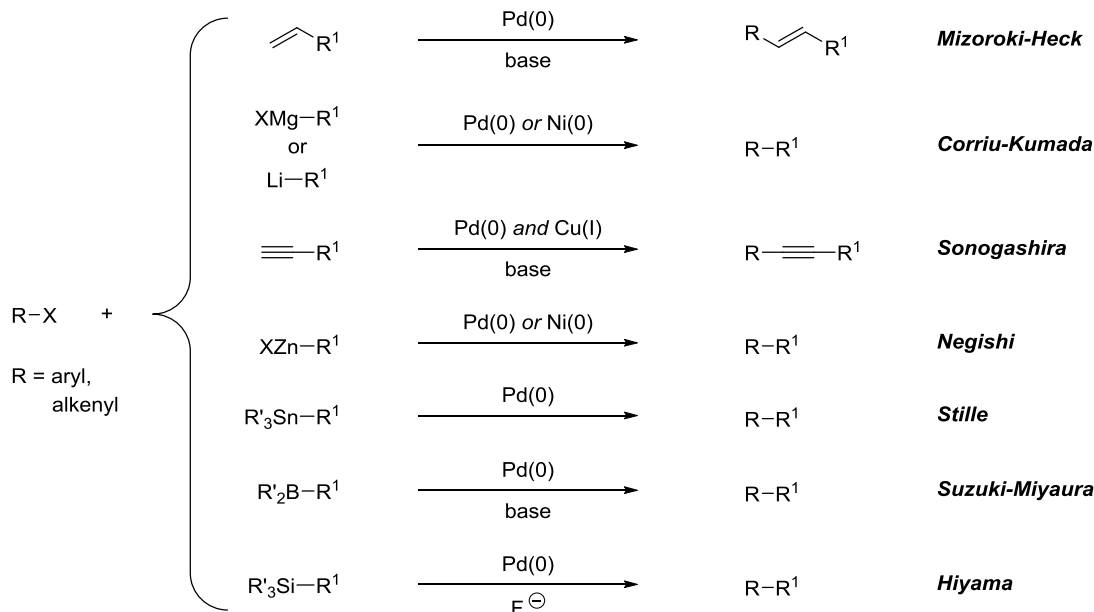 R¹ Pd(0) base R R¹ Mizoroki-Heck
XMg–R¹ or Li–R¹ Pd(0) or Ni(0) R–R¹ Corriu-Kumada
R¹ Pd(0) and Cu(I) base R R¹ Sonogashira
R–X +
R = aryl,
alkenyl
XZn–R¹ Pd(0) or Ni(0) R–R¹ Negishi
R'₃Sn–R¹ Pd(0) R–R¹ Stille
R'₂B–R¹ Pd(0) base R–R¹ Suzuki-Miyaura
R'₃Si–R¹ Pd(0) F⊖ R–R¹ Hiyama